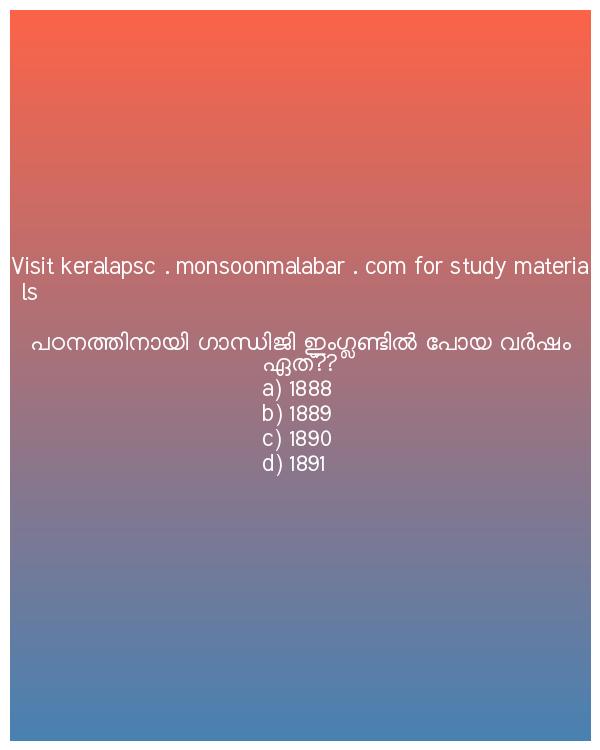 Visit keralapsc . monsoonmalabar . com for study materia
ls
പഠനത്തിനായി ഗാന്ധിജി ഇംഗ്ലണ്ടിൽ പോയ വർഷം
ഏത്??
a) 1888
b) 1889
c) 1890
d) 1891